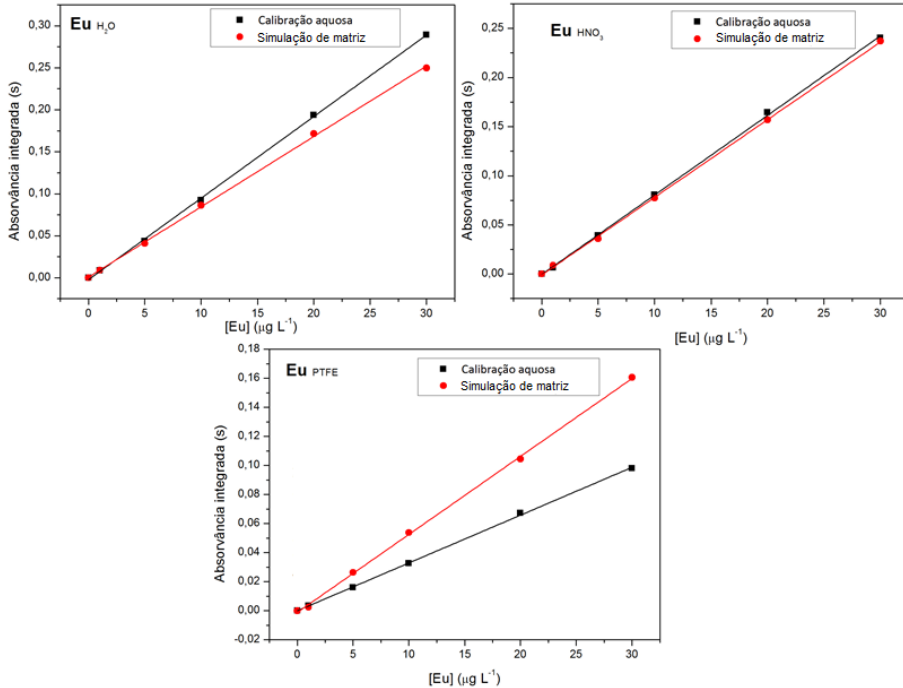 Eu H₂O
Calibração aquosa
Simulação de matriz
Absorvância integrada (s)
0,30
0,25
0,20
0,15
0,10
0,05
0,00
0 5 10 15 20 25 30
[Eu] (µg L⁻¹)
Eu HNO₃
Calibração aquosa
Simulação de matriz
Absorvância integrada (s)
0,25
0,20
0,15
0,10
0,05
0,00
0 5 10 15 20 25 30
[Eu] (µg L⁻¹)
Eu PTFE
Calibração aquosa
Simulação de matriz
Absorvância integrada (s)
0,18
0,16
0,14
0,12
0,10
0,08
0,06
0,04
0,02
0,00
-0,02
0 5 10 15 20 25 30
[Eu] (µg L⁻¹)